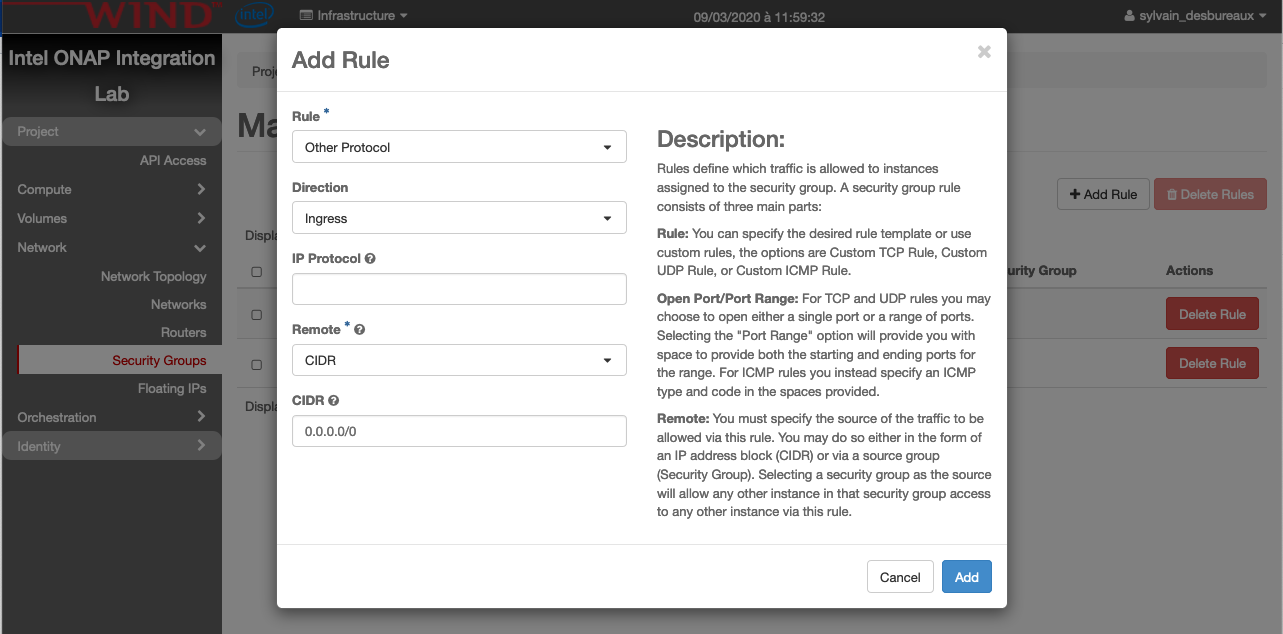 WIND
intel
Infrastructure
09/03/2020 à 11:59:32
sylvain_desbureaux
Intel ONAP Integration
Lab
Project
API Access
Compute
Volumes
Network
Network Topology
Networks
Routers
Security Groups
Floating IPs
Orchestration
Identity
Add Rule
×
Rule *
Other Protocol
Direction
Ingress
IP Protocol
Remote *
CIDR
CIDR
0.0.0.0/0
Description:
Rules define which traffic is allowed to instances
assigned to the security group. A security group rule
consists of three main parts:
Rule: You can specify the desired rule template or use
custom rules, the options are Custom TCP Rule, Custom
UDP Rule, or Custom ICMP Rule.
Open Port/Port Range: For TCP and UDP rules you may
choose to open either a single port or a range of ports.
Selecting the "Port Range" option will provide you with
space to provide both the starting and ending ports for
the range. For ICMP rules you instead specify an ICMP
type and code in the spaces provided.
Remote: You must specify the source of the traffic to be
allowed via this rule. You may do so either in the form of
an IP address block (CIDR) or via a source group
(Security Group). Selecting a security group as the source
will allow any other instance in that security group access
to any other instance via this rule.
Cancel
Add
Proje
Ma
Add Rule
Delete Rules
Displa
urity Group
Actions
Delete Rule
Delete Rule
Displa